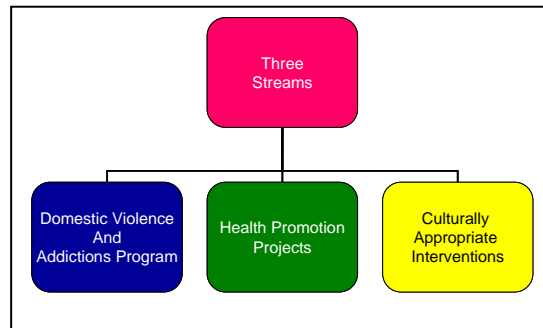 Three
Streams
Domestic Violence
And
Addictions Program
Health Promotion
Projects
Culturally
Appropriate
Interventions